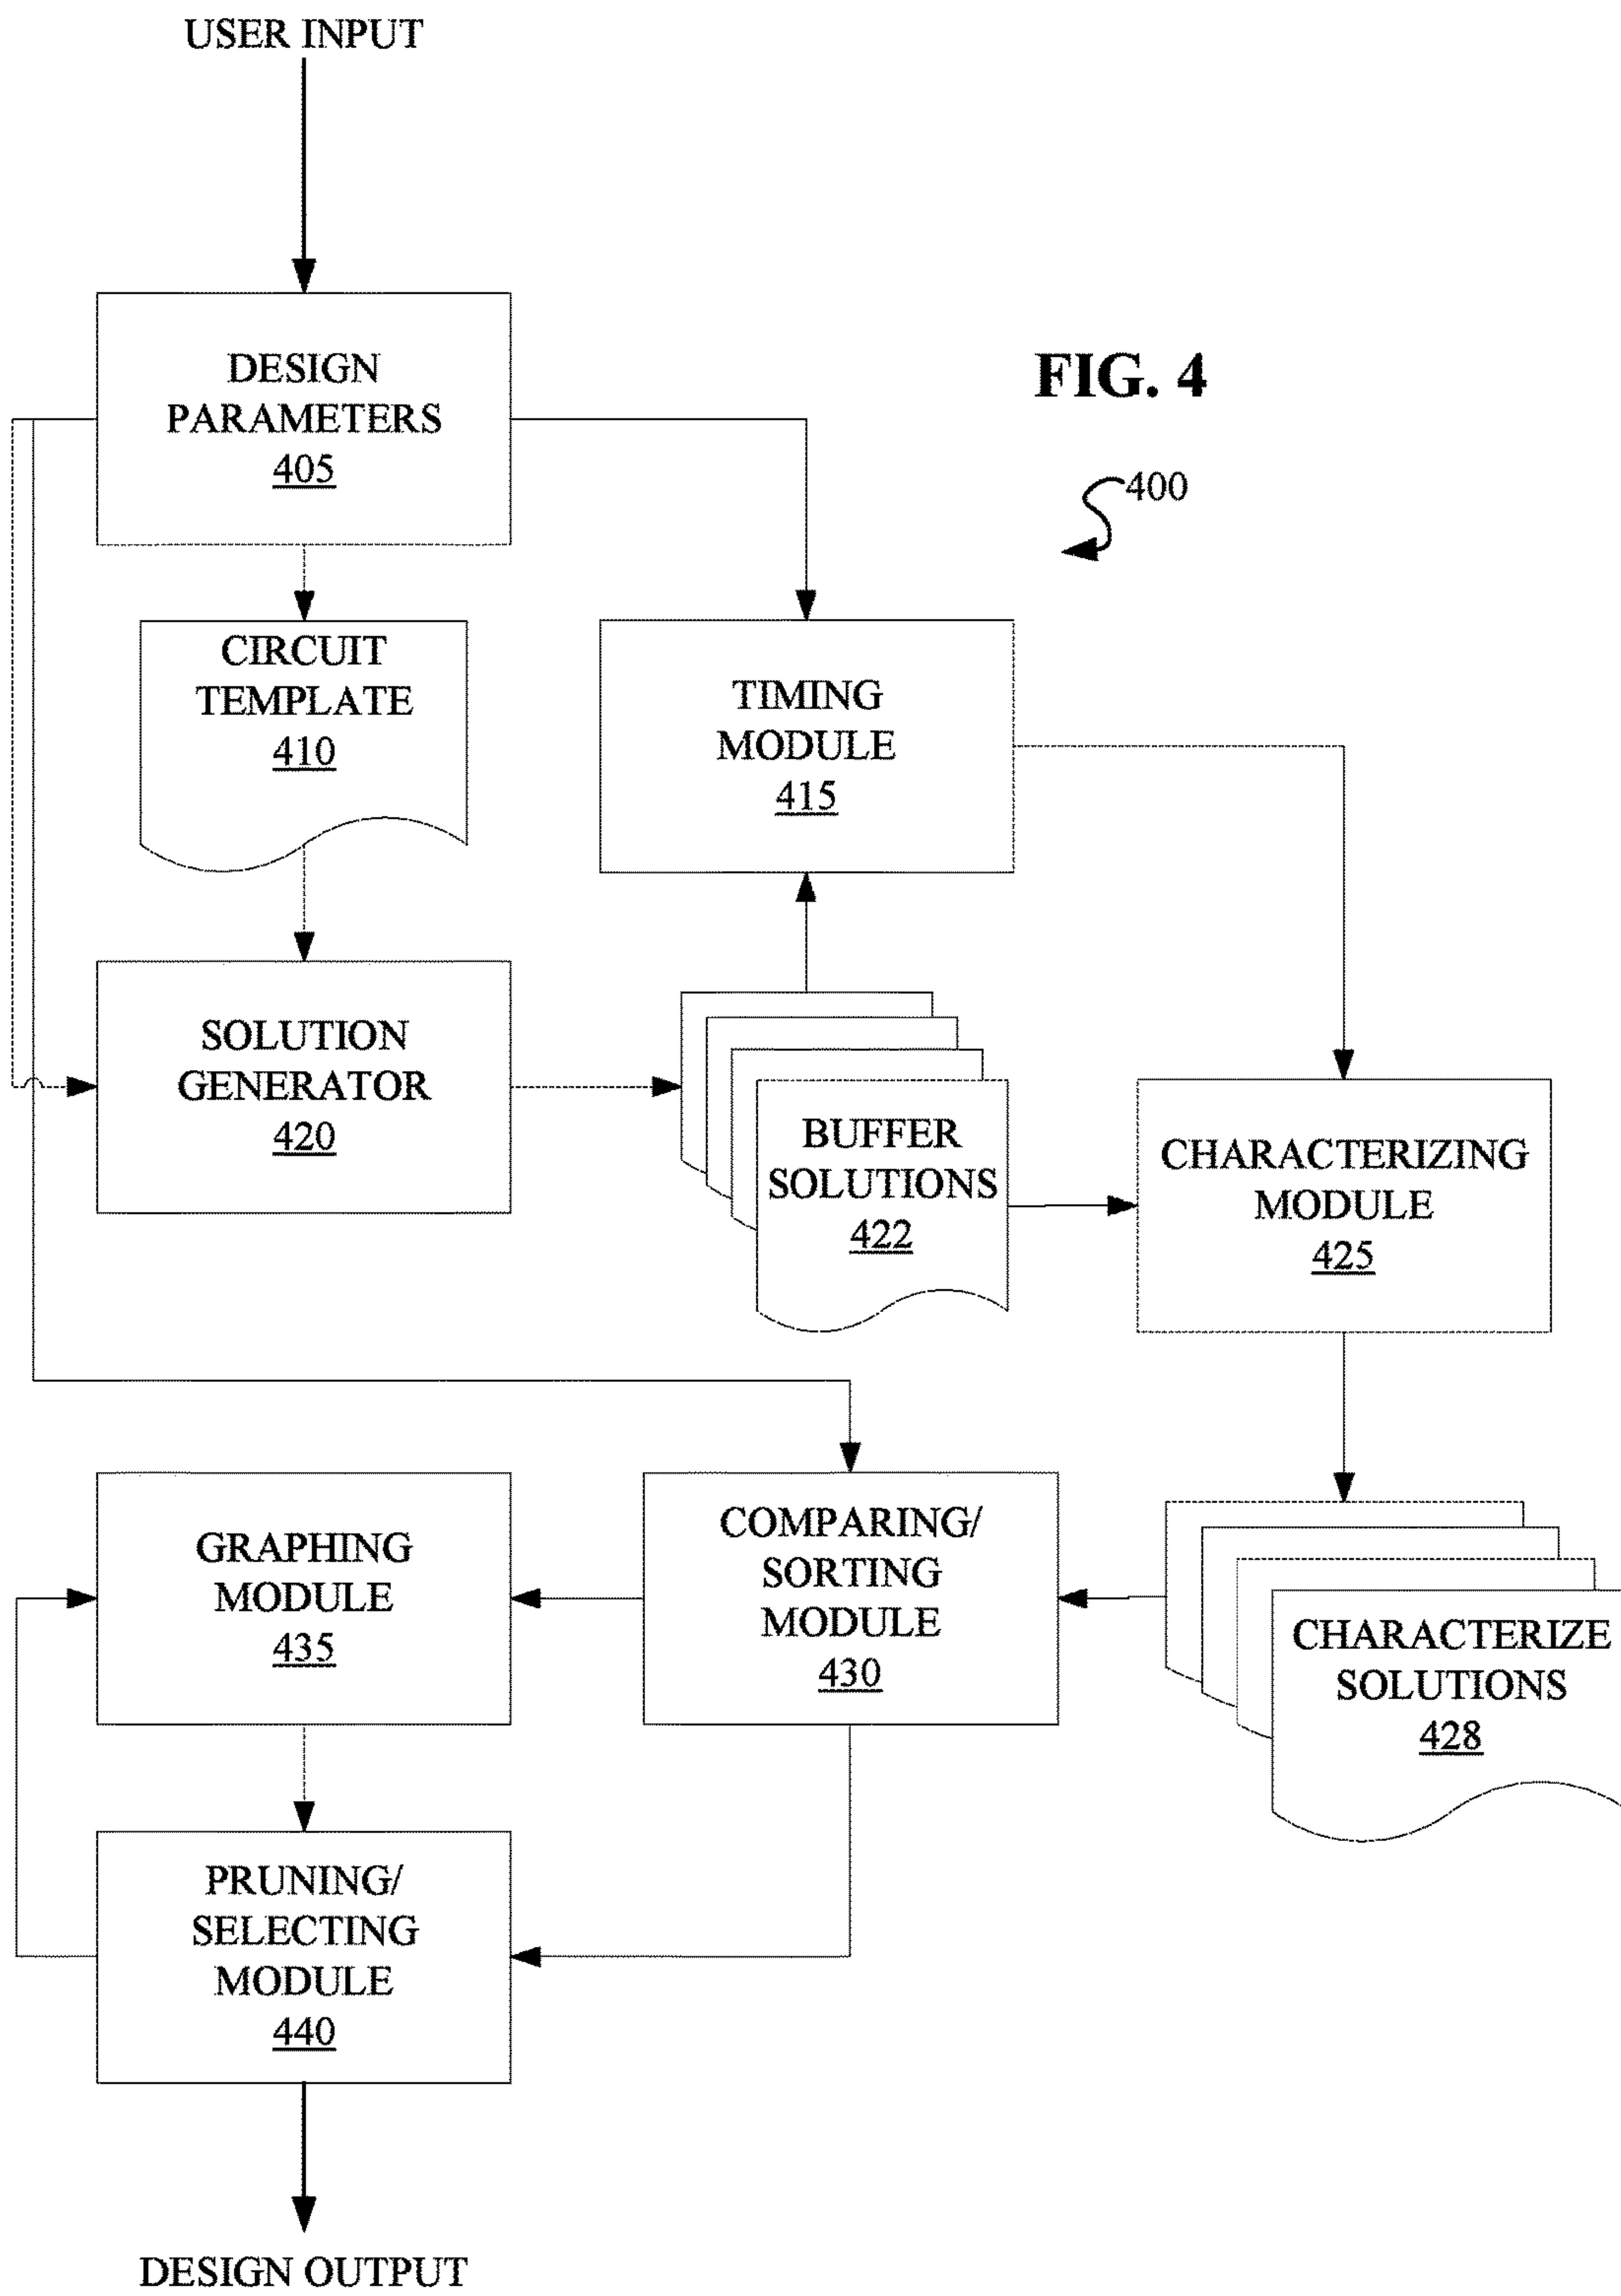 USER INPUT
DESIGN
PARAMETERS
405
FIG. 4
400
CIRCUIT
TEMPLATE
410
TIMING
MODULE
415
SOLUTION
GENERATOR
420
BUFFER
SOLUTIONS
422
CHARACTERIZING
MODULE
425
GRAPHING
MODULE
435
COMPARING/
SORTING
MODULE
430
CHARACTERIZE
SOLUTIONS
428
PRUNING/
SELECTING
MODULE
440
DESIGN OUTPUT